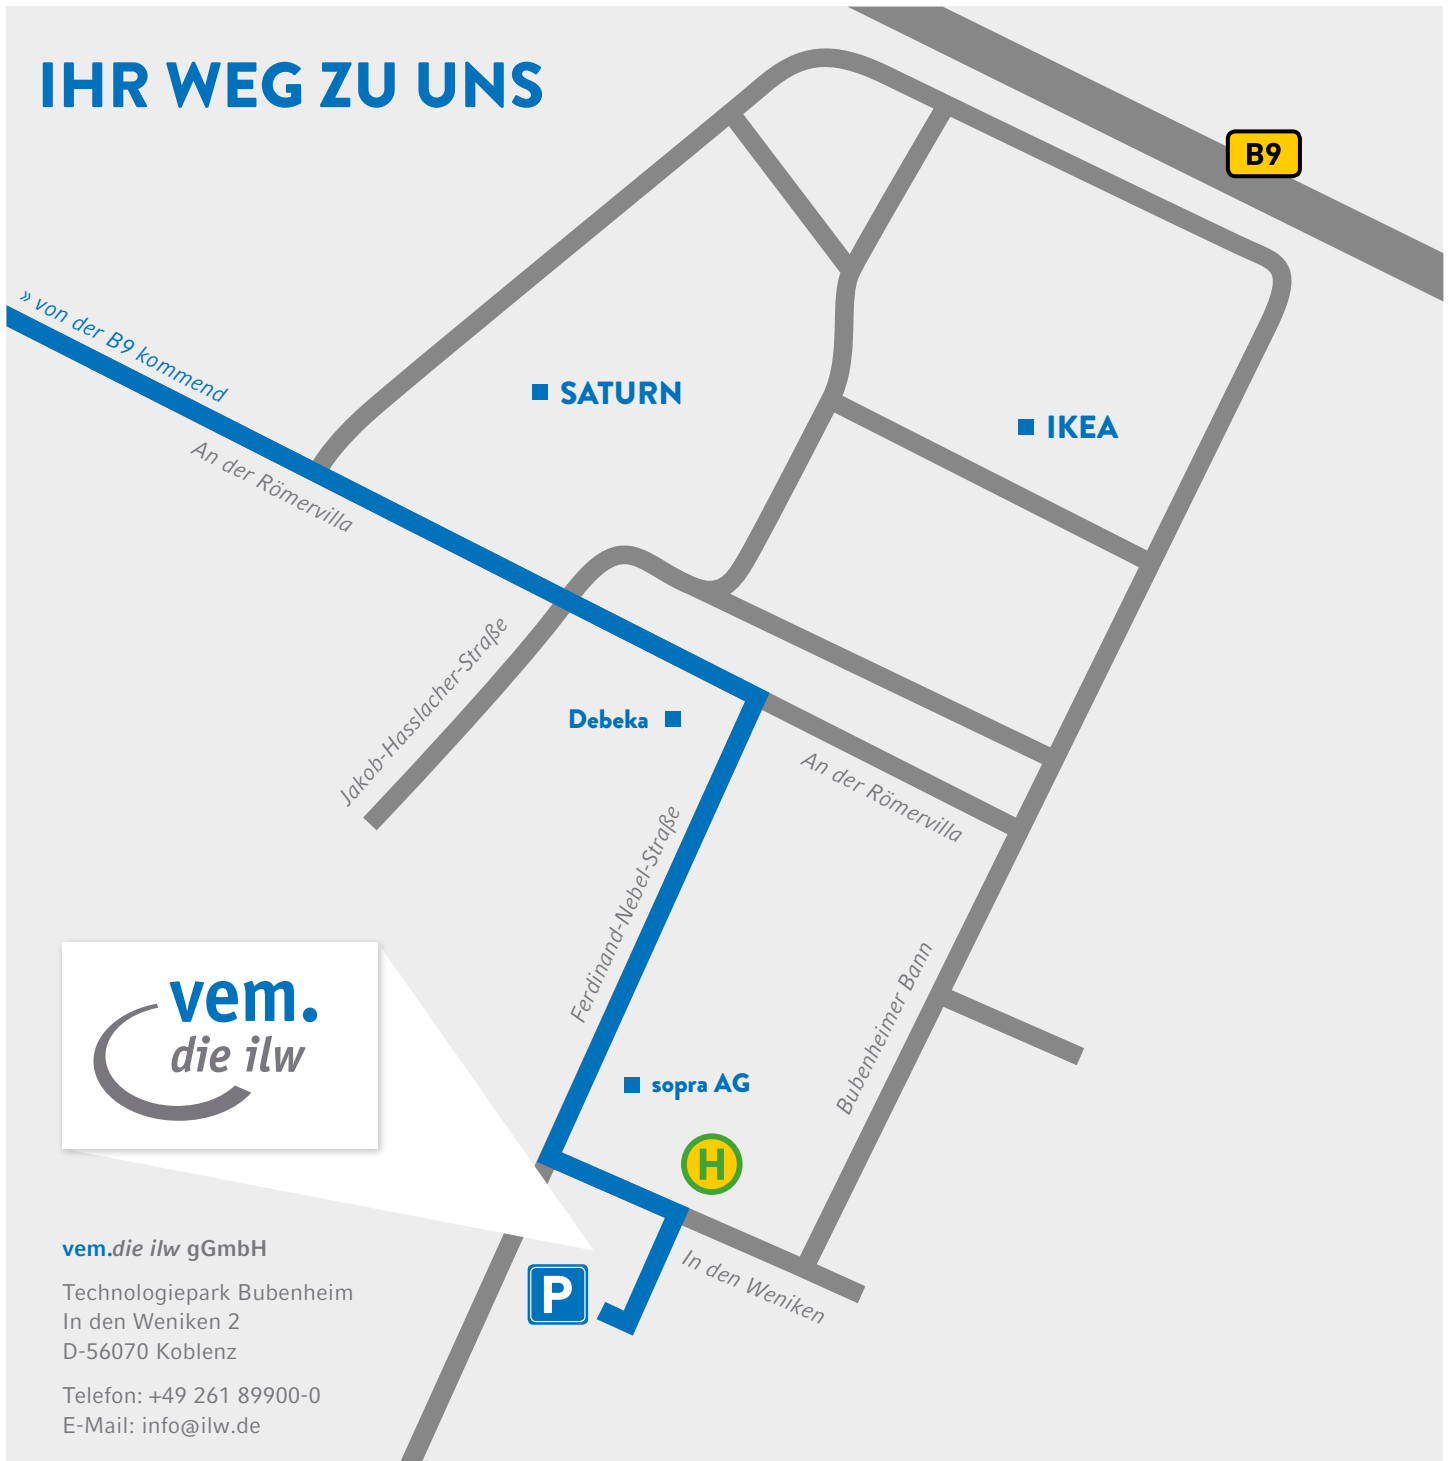 IHR WEG ZU UNS
B9
» von der B9 kommend
An der Römervilla
SATURN
IKEA
Jakob-Hasslacher-Straße
Debeka
An der Römervilla
Ferdinand-Nebel-Straße
Bubenheimer Bann
vem.
die ilw
sopra AG
H
In den Weniken
P
vem.die ilw gGmbH
Technologiepark Bubenheim
In den Weniken 2
D-56070 Koblenz
Telefon: +49 261 89900-0
E-Mail: info@ilw.de